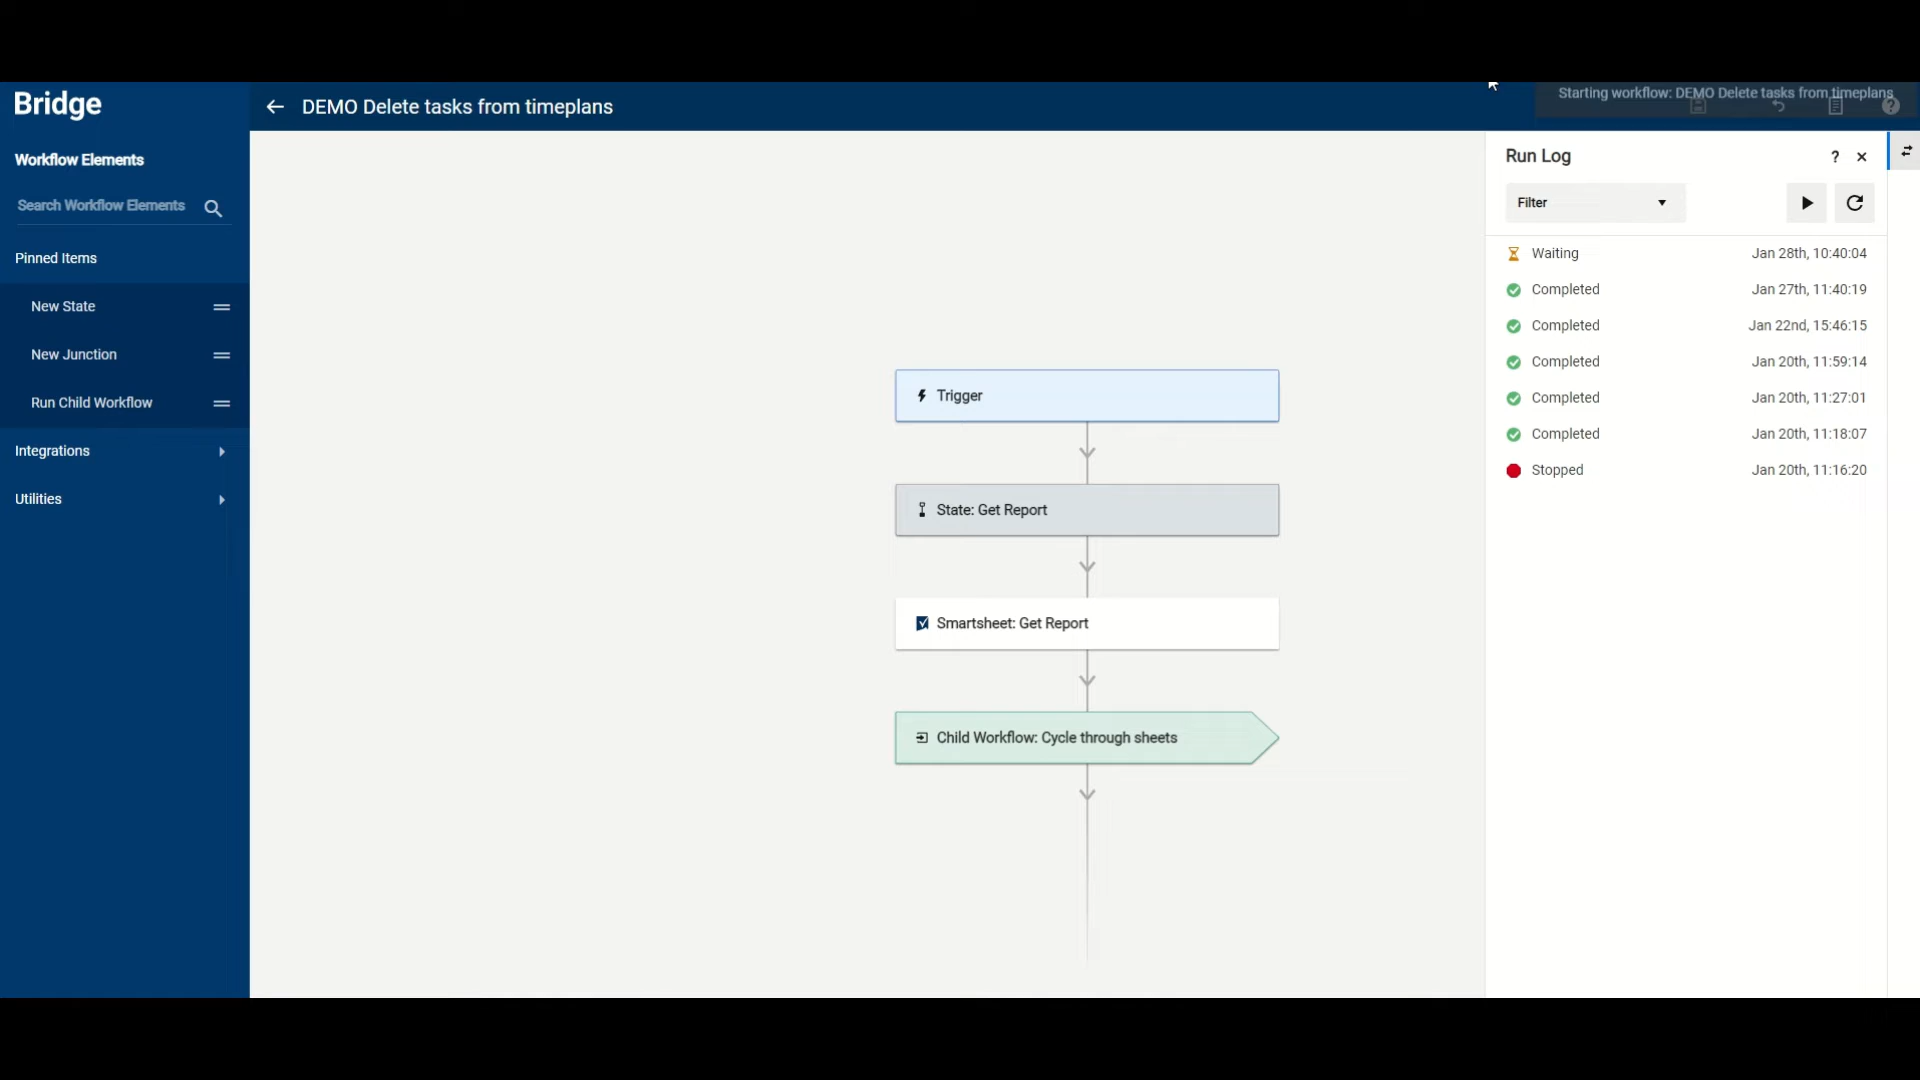 Bridge
DEMO Delete tasks from timeplans
Starting workflow: DEMO Delete tasks from timeplans
Workflow Elements
Search Workflow Elements
Pinned Items
New State
New Junction
Run Child Workflow
Integrations
Utilities
Trigger
State: Get Report
Smartsheet: Get Report
Child Workflow: Cycle through sheets
Run Log
?
Filter
Waiting Jan 28th, 10:40:04
Completed Jan 27th, 11:40:19
Completed Jan 22nd, 15:46:15
Completed Jan 20th, 11:59:14
Completed Jan 20th, 11:27:01
Completed Jan 20th, 11:18:07
Stopped Jan 20th, 11:16:20